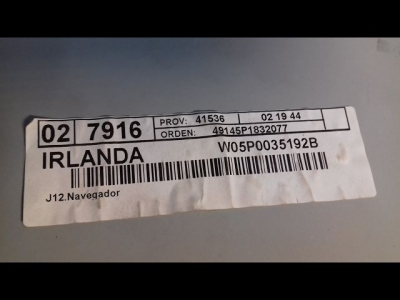 02 7916 PROV: 41536 02 19 44
ORDEN: 49145P1832077
IRLANDA W05P0035192B
J12.Navegador